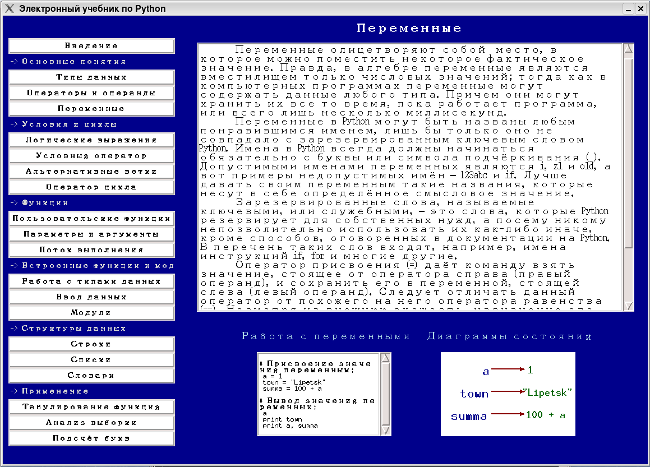 Электронный учебник по Python
Переменные
Введение
-> Основные понятия
Типы данных
Операторы и операнды
Переменные
-> Условия и циклы
Логические выражения
Условный оператор
Альтернативные ветки
Оператор цикла
-> Функции
Пользовательские функции
Параметры и аргументы
Поток выполнения
-> Встроенные функции и мод
Работа с типами данных
Ввод данных
Модули
-> Структуры данных
Строки
Списки
Словари
-> Применение
Табулирование функции
Анализ выборки
Подсчёт букв
Переменные олицетворяют собой место, в
которое можно поместить некоторое фактическое
значение. Правда, в алгебре переменные являются
вместилищем только числовых значений; тогда как в
компьютерных программах переменные могут
содержать данные любого типа. Причем они могут
хранить их все то время, пока работает программа,
или всего лишь несколько миллисекунд.
Переменные в Python могут быть названы любым
понравившимся именем, лишь бы только оно не
совпадало с зарезервированным ключевым словом
Python. Имена в Python всегда должны начинаться
обязательно с буквы или символа подчёркивания (_).
Допустимыми именами переменных являются i, z1 и old, а
вот примеры недопустимых имён – 123abc и if. Лучше
давать своим переменным такие названия, которые
несут в себе определённое смысловое значение.
Зарезервированные слова, называемые
ключевыми, или служебными, – это слова, которые Python
резервирует для собственных нужд, а посему никому
непозволительно использовать их как-либо иначе,
кроме способов, оговоренных в документации на Python.
В перечень таких слов входят, например, имена
инструкций if, for и многие другие.
Оператор присвоения (=) даёт команду взять
значение, стоящее от оператора справа (правый
операнд), и сохранить его в переменной, стоящей
слева (левый операнд). Следует отличать данный
оператор от похожего на него оператора равенства
Работа с переменными
# Присвоение значе
ния переменным:
a = 1
town = "Lipetsk"
summa = 100 + a
# Вывод значения пе
ременных:
a
print town
print a, summa
Диаграммы состояний
a 1
town "Lipetsk"
summa 100 + a